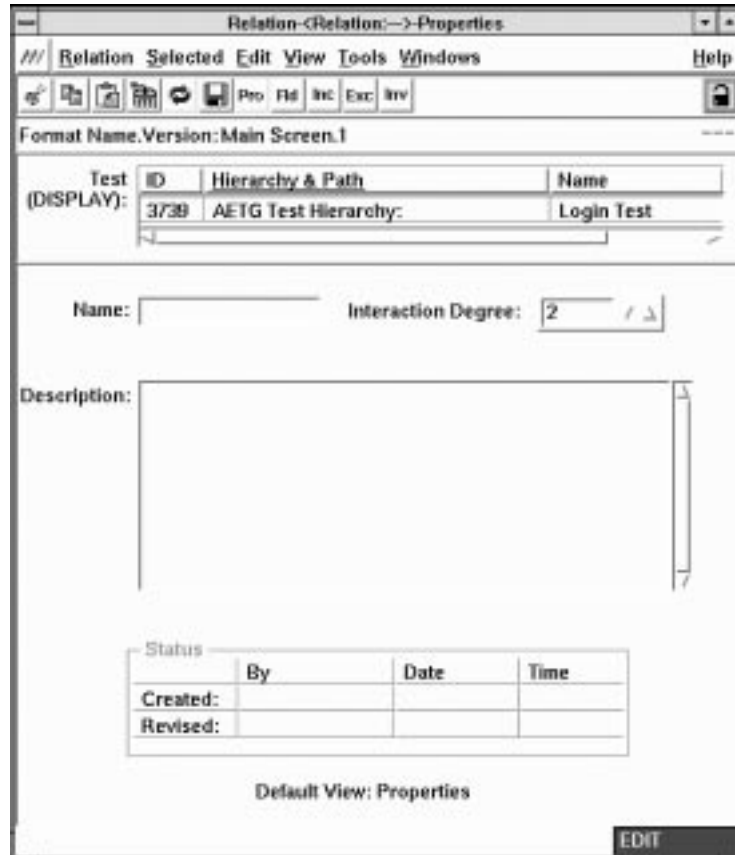 Relation-<Relation:-->-Properties
/// Relation Selected Edit View Tools Windows Help
Pro Fld Inc Exc Inv
Format Name.Version:Main Screen.1 ---
Test (DISPLAY):
ID Hierarchy & Path Name
3739 AETG Test Hierarchy: Login Test
Name: Interaction Degree: 2
Description:
Status
By Date Time
Created:
Revised:
Default View: Properties
EDIT